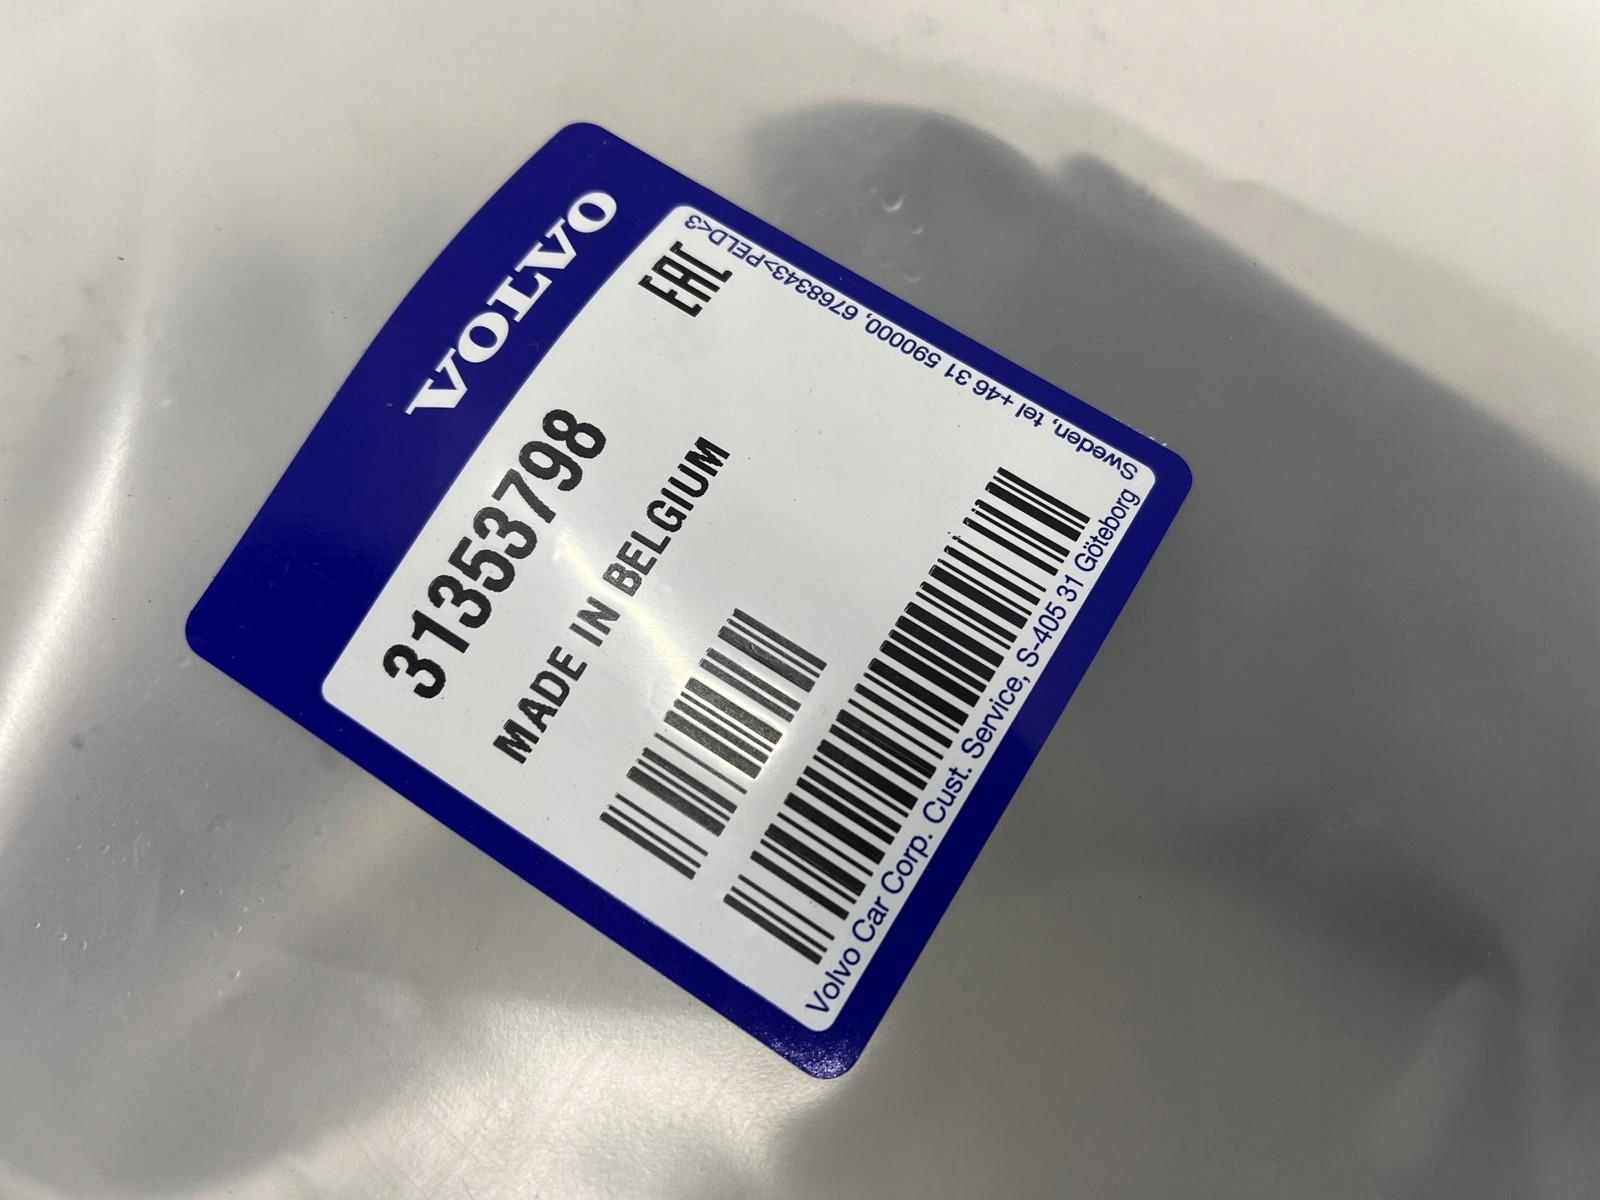 VOLVO
EAC
31353798
MADE IN BELGIUM
Volvo Car Corp. Cust. Service, S-405 31 Göteborg
Sweden, tel +46 31 590000, 6768343>PELD<3